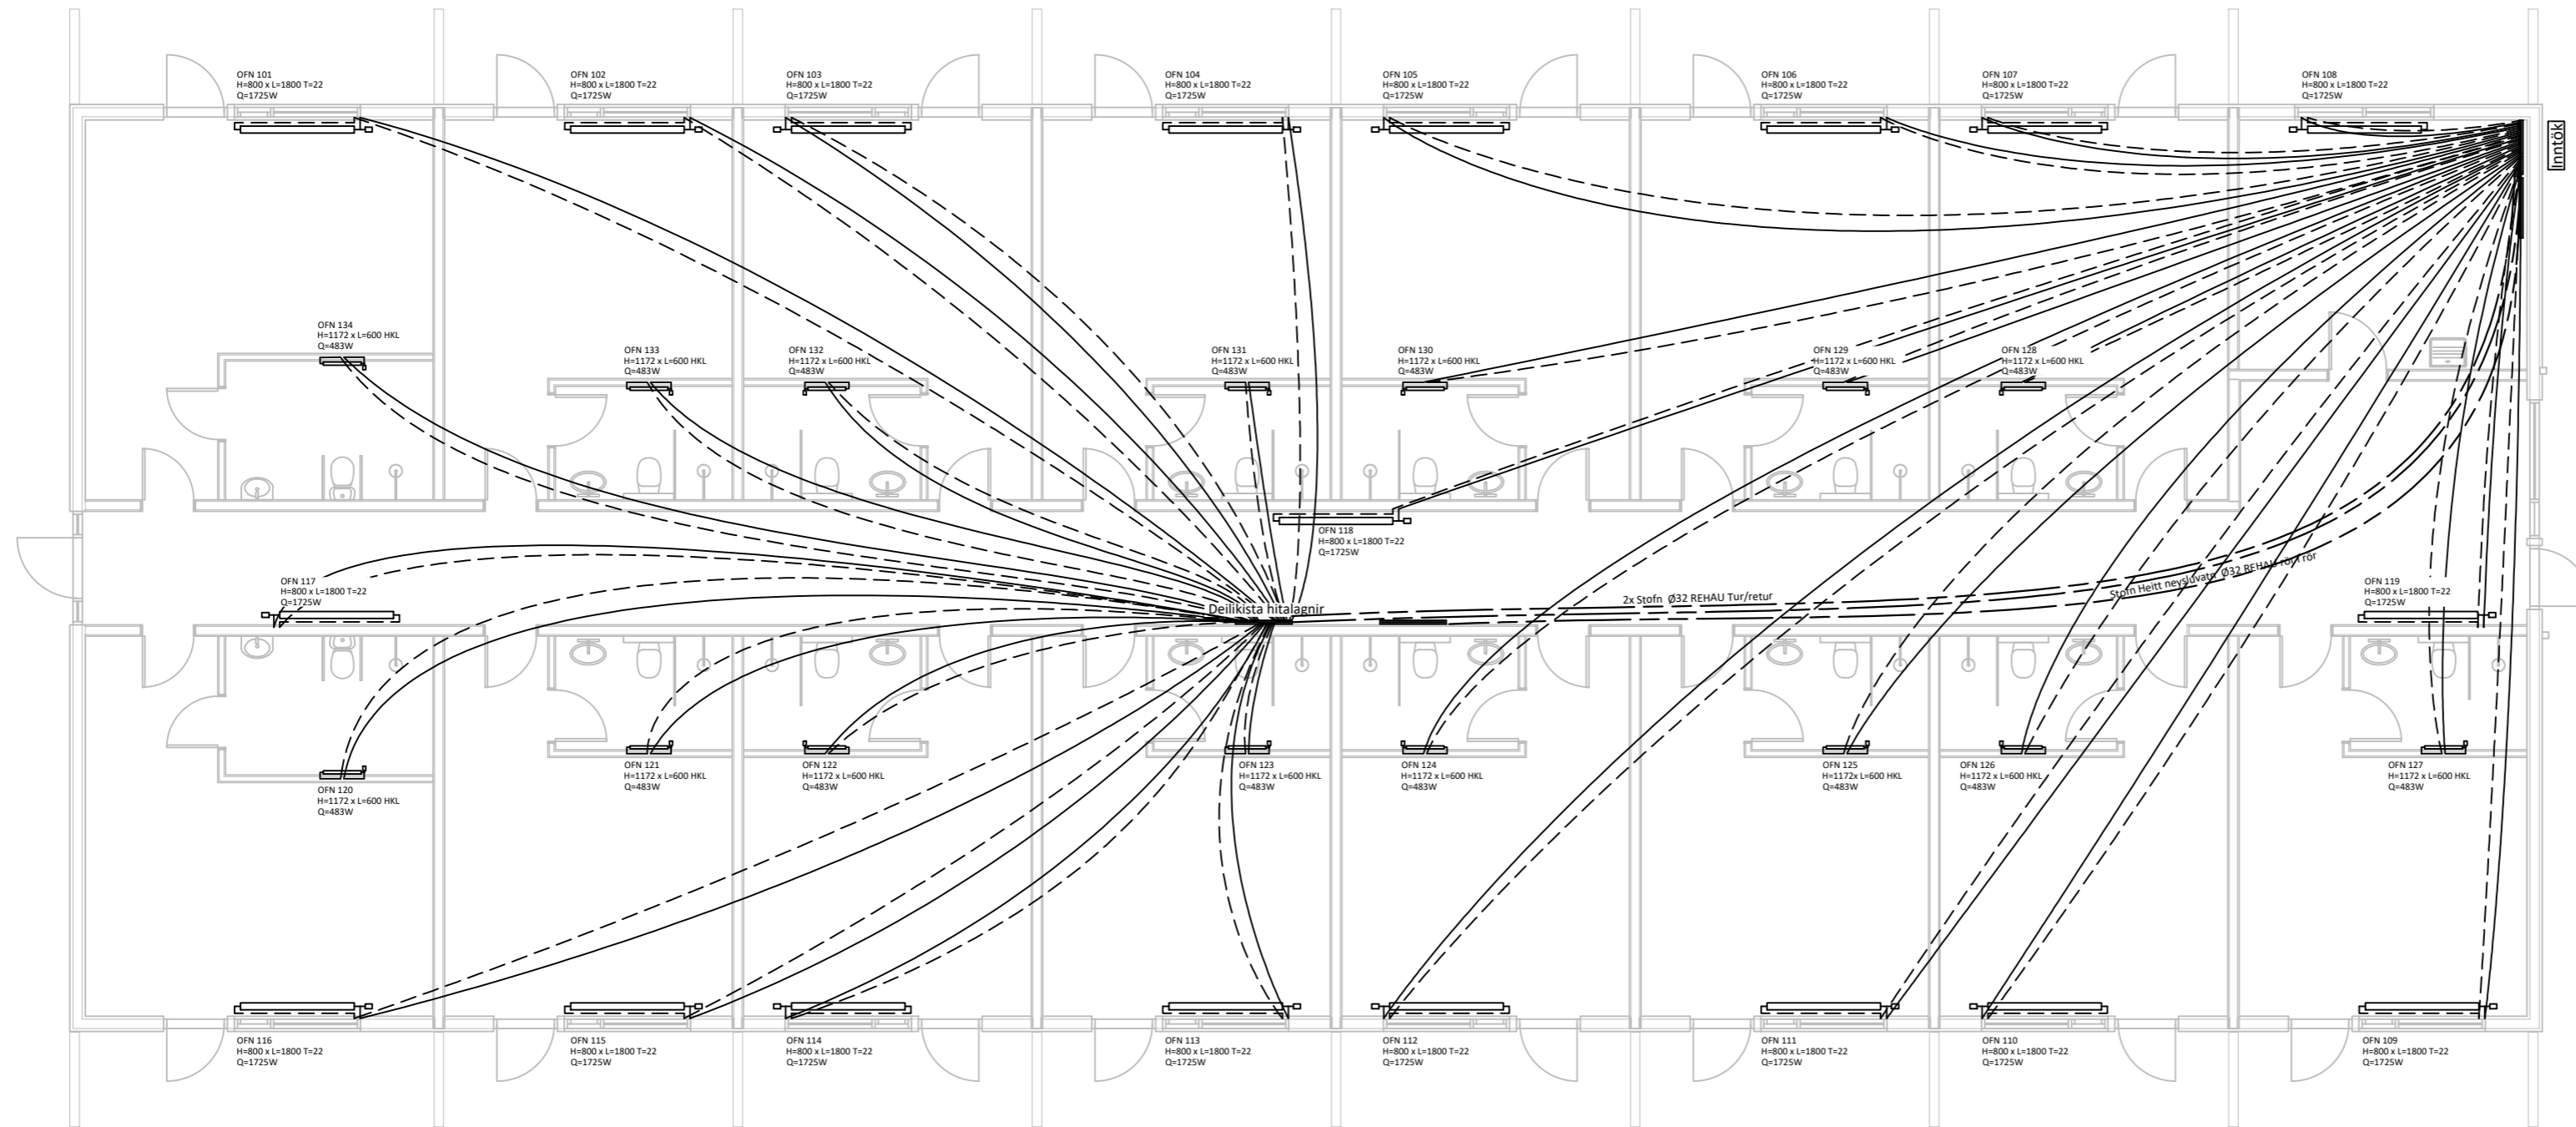 OFN 101
H=800 x L=1800 T=22
Q=1725W
OFN 102
H=800 x L=1800 T=22
Q=1725W
OFN 103
H=800 x L=1800 T=22
Q=1725W
OFN 104
H=800 x L=1800 T=22
Q=1725W
OFN 105
H=800 x L=1800 T=22
Q=1725W
OFN 106
H=800 x L=1800 T=22
Q=1725W
OFN 107
H=800 x L=1800 T=22
Q=1725W
OFN 108
H=800 x L=1800 T=22
Q=1725W
Inntök
OFN 134
H=1172 x L=600 HKL
Q=483W
OFN 133
H=1172 x L=600 HKL
Q=483W
OFN 132
H=1172 x L=600 HKL
Q=483W
OFN 131
H=1172 x L=600 HKL
Q=483W
OFN 130
H=1172 x L=600 HKL
Q=483W
OFN 129
H=1172 x L=600 HKL
Q=483W
OFN 128
H=1172 x L=600 HKL
Q=483W
OFN 118
H=800 x L=1800 T=22
Q=1725W
OFN 117
H=800 x L=1800 T=22
Q=1725W
Deilikista hitalagnir
2x Stofn Ø32 REHAU Tur/retur
Stofn Heitt neysluvatn Ø32 REHAU rör í rör
OFN 119
H=800 x L=1800 T=22
Q=1725W
OFN 120
H=1172 x L=600 HKL
Q=483W
OFN 121
H=1172 x L=600 HKL
Q=483W
OFN 122
H=1172 x L=600 HKL
Q=483W
OFN 123
H=1172 x L=600 HKL
Q=483W
OFN 124
H=1172 x L=600 HKL
Q=483W
OFN 125
H=1172x L=600 HKL
Q=483W
OFN 126
H=1172 x L=600 HKL
Q=483W
OFN 127
H=1172 x L=600 HKL
Q=483W
OFN 116
H=800 x L=1800 T=22
Q=1725W
OFN 115
H=800 x L=1800 T=22
Q=1725W
OFN 114
H=800 x L=1800 T=22
Q=1725W
OFN 113
H=800 x L=1800 T=22
Q=1725W
OFN 112
H=800 x L=1800 T=22
Q=1725W
OFN 111
H=800 x L=1800 T=22
Q=1725W
OFN 110
H=800 x L=1800 T=22
Q=1725W
OFN 109
H=800 x L=1800 T=22
Q=1725W